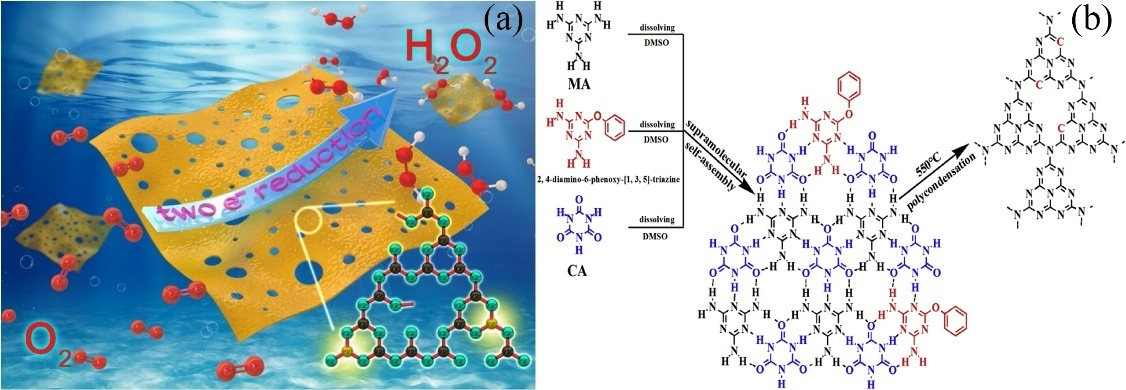 (a)
H₂O₂
two e⁻ reduction
O₂
(b)
dissolving
DMSO
MA
dissolving
DMSO
2, 4-diamino-6-phenoxy-[1, 3, 5]-triazine
dissolving
DMSO
CA
supramolecular
self-assembly
550°C
polycondensation